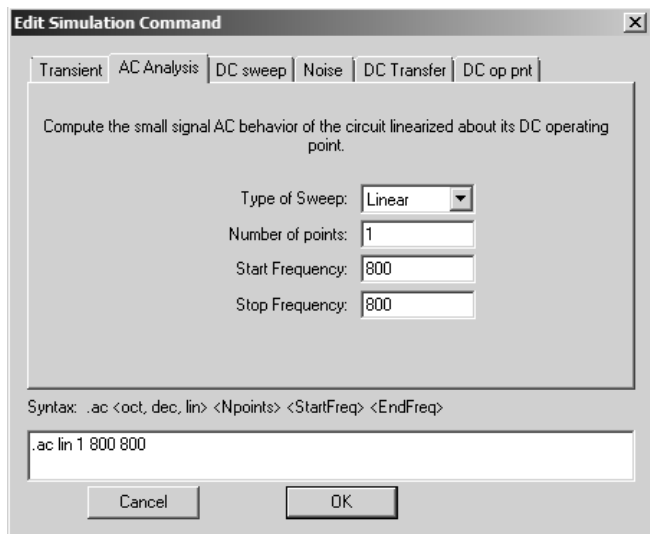 Edit Simulation Command
Transient AC Analysis DC sweep Noise DC Transfer DC op pnt
Compute the small signal AC behavior of the circuit linearized about its DC operating
point.
Type of Sweep: Linear
Number of points: 1
Start Frequency: 800
Stop Frequency: 800
Syntax: .ac <oct, dec, lin> <Npoints> <StartFreq> <EndFreq>
.ac lin 1 800 800
Cancel OK